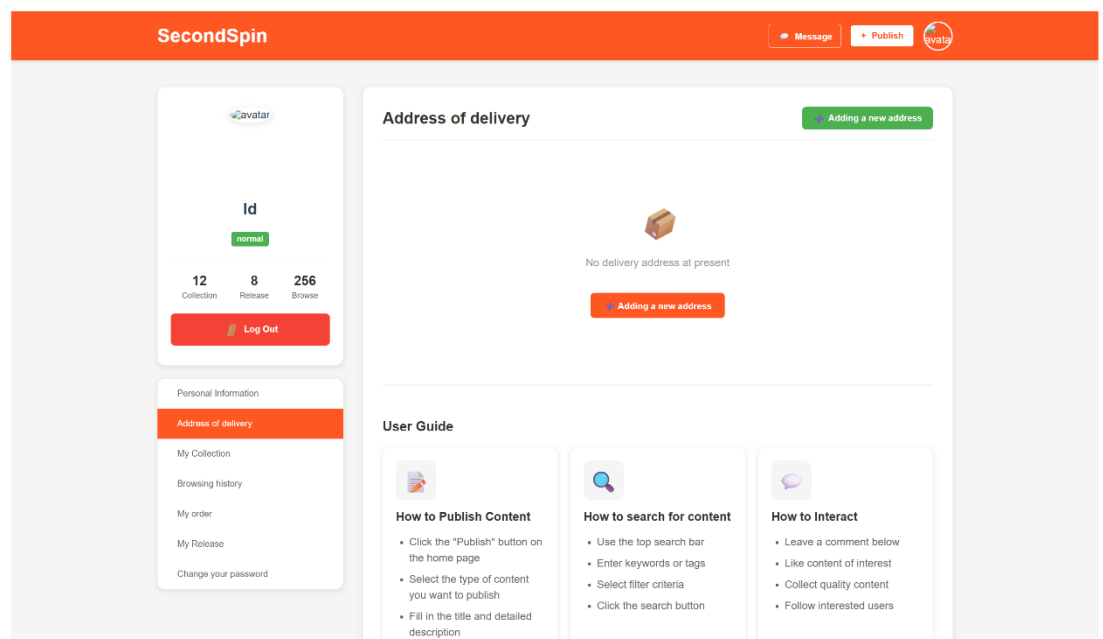 SecondSpin
Message
+ Publish
avata
avatar
Id
normal
12
8
256
Collection
Release
Browse
Log Out
Personal Information
Address of delivery
My Collection
Browsing history
My order
My Release
Change your password
Address of delivery
Adding a new address
No delivery address at present
Adding a new address
User Guide
How to Publish Content
• Click the "Publish" button on
the home page
• Select the type of content
you want to publish
• Fill in the title and detailed
description
How to search for content
• Use the top search bar
• Enter keywords or tags
• Select filter criteria
• Click the search button
How to Interact
• Leave a comment below
• Like content of interest
• Collect quality content
• Follow interested users